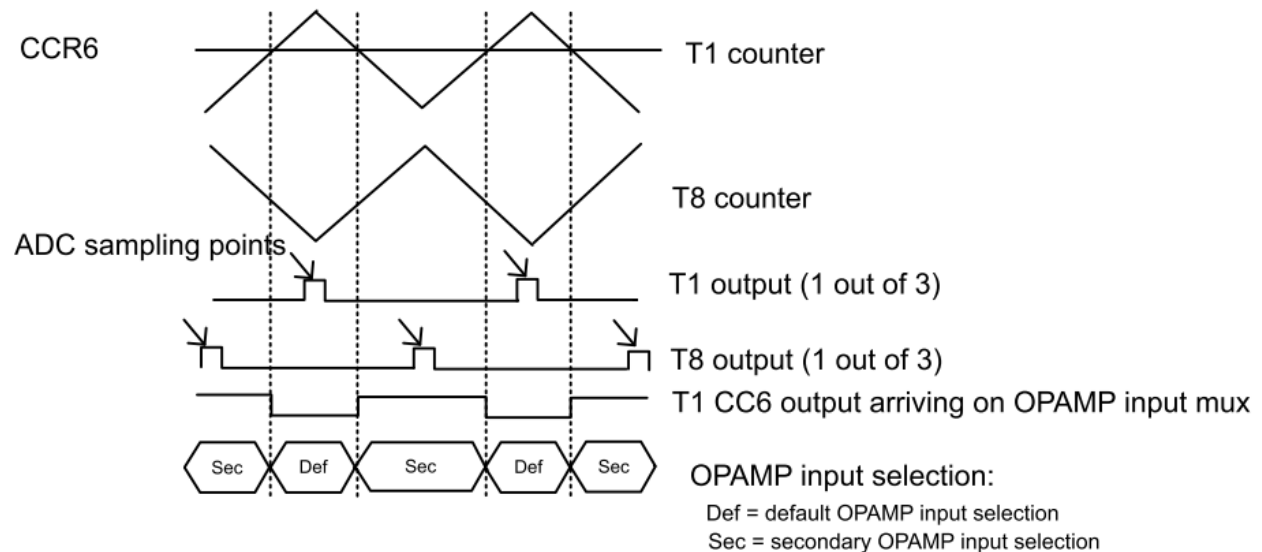 CCR6
T1 counter
T8 counter
ADC sampling points
T1 output (1 out of 3)
T8 output (1 out of 3)
T1 CC6 output arriving on OPAMP input mux
Sec Def Sec Def Sec
OPAMP input selection:
Def = default OPAMP input selection
Sec = secondary OPAMP input selection